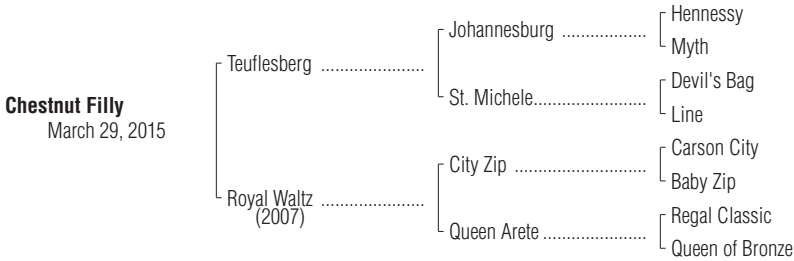 Hennessy
Johannesburg ..................
Myth
Teuflesberg ......................
Devil's Bag
St. Michele........................
Line
Chestnut Filly
March 29, 2015
Carson City
City Zip ............................
Baby Zip
Royal Waltz ......................
(2007)
Regal Classic
Queen Arete ......................
Queen of Bronze